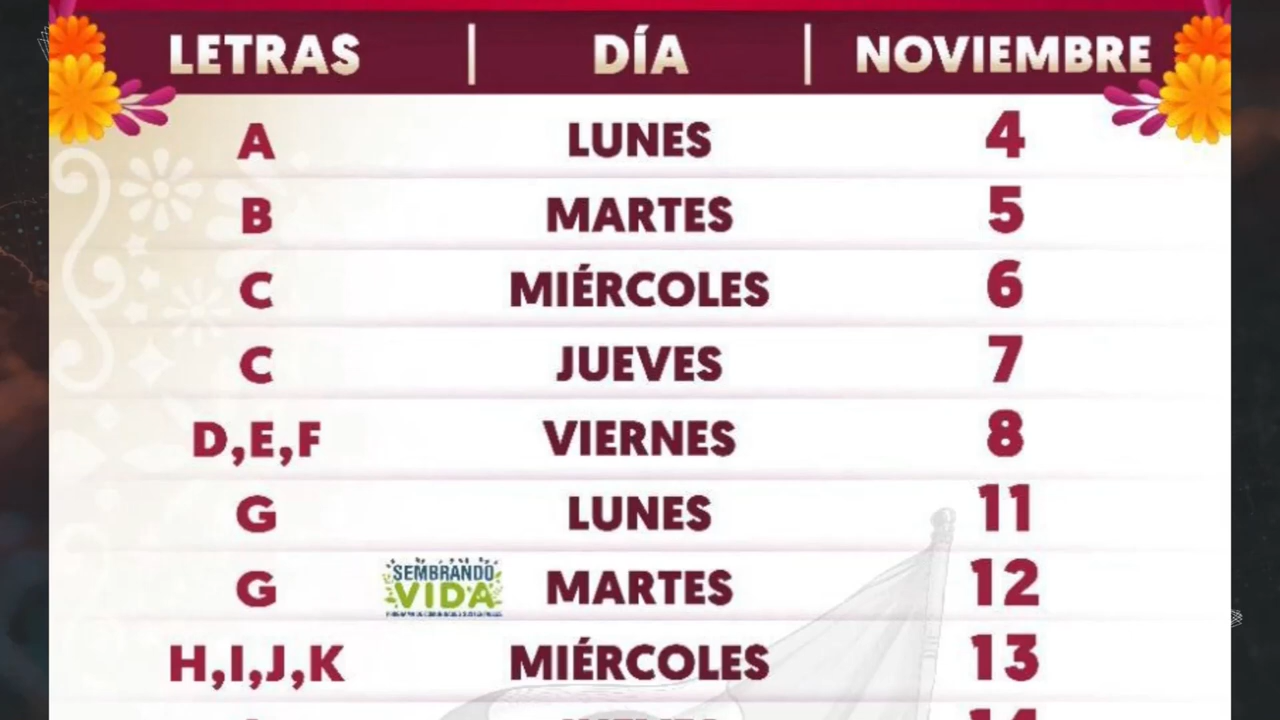 LETRAS | DÍA | NOVIEMBRE
A LUNES 4
B MARTES 5
C MIÉRCOLES 6
C JUEVES 7
D,E,F VIERNES 8
G LUNES 11
G SEMBRANDO VIDA MARTES 12
H,I,J,K MIÉRCOLES 13